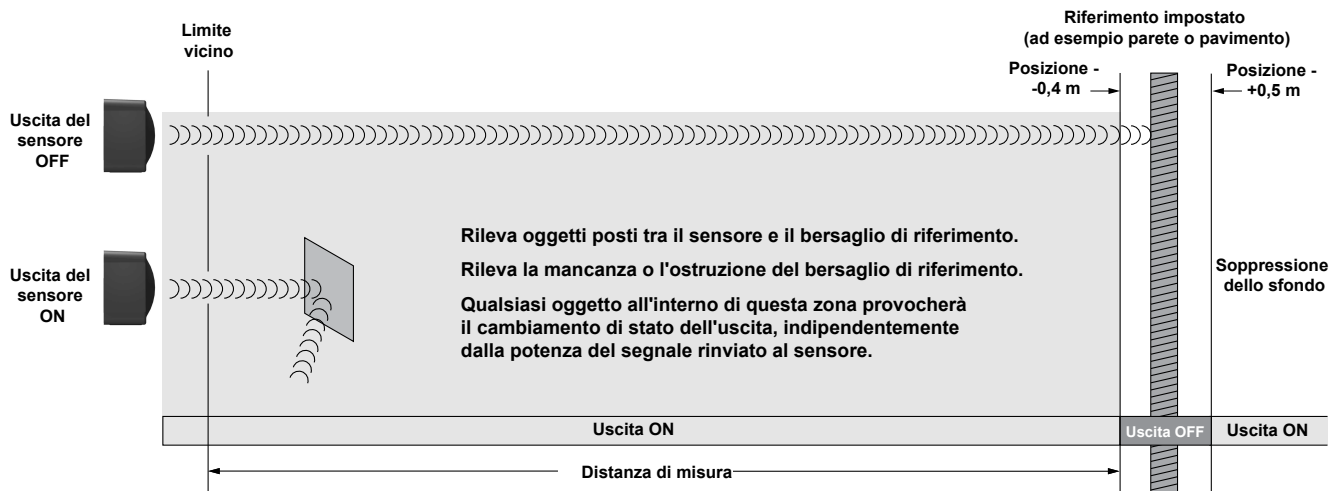 Limite
vicino
Riferimento impostato
(ad esempio parete o pavimento)
Posizione -
-0,4 m
Posizione -
+0,5 m
Uscita del
sensore
OFF
Rileva oggetti posti tra il sensore e il bersaglio di riferimento.
Rileva la mancanza o l'ostruzione del bersaglio di riferimento.
Qualsiasi oggetto all'interno di questa zona provocherà
il cambiamento di stato dell'uscita, indipendentemente
dalla potenza del segnale rinviato al sensore.
Uscita del
sensore
ON
Soppressione
dello sfondo
Uscita ON
Uscita OFF
Uscita ON
Distanza di misura